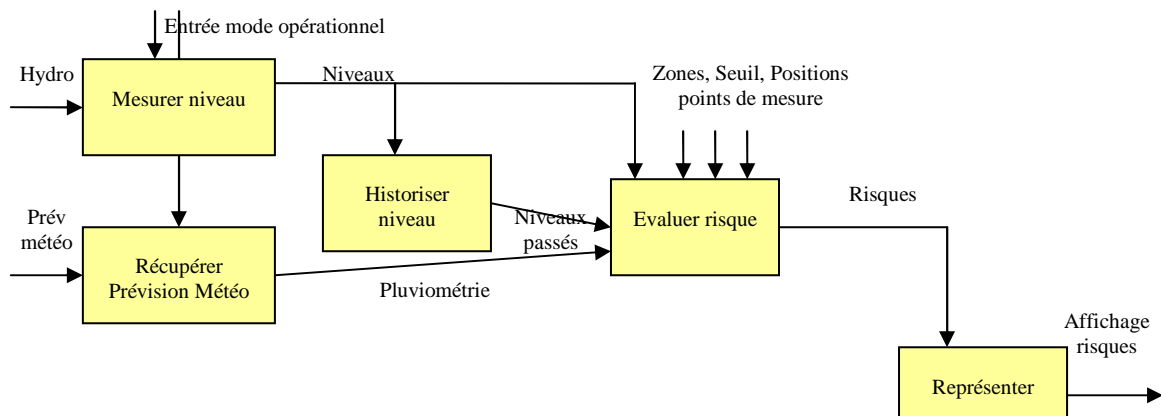 Entrée mode opérationnel
Hydro
Mesurer niveau
Niveaux
Zones, Seuil, Positions
points de mesure
Historiser
niveau
Evaluer risque
Risques
Prév
météo
Niveaux
passés
Récupérer
Prévision Météo
Pluviométrie
Affichage
risques
Représenter